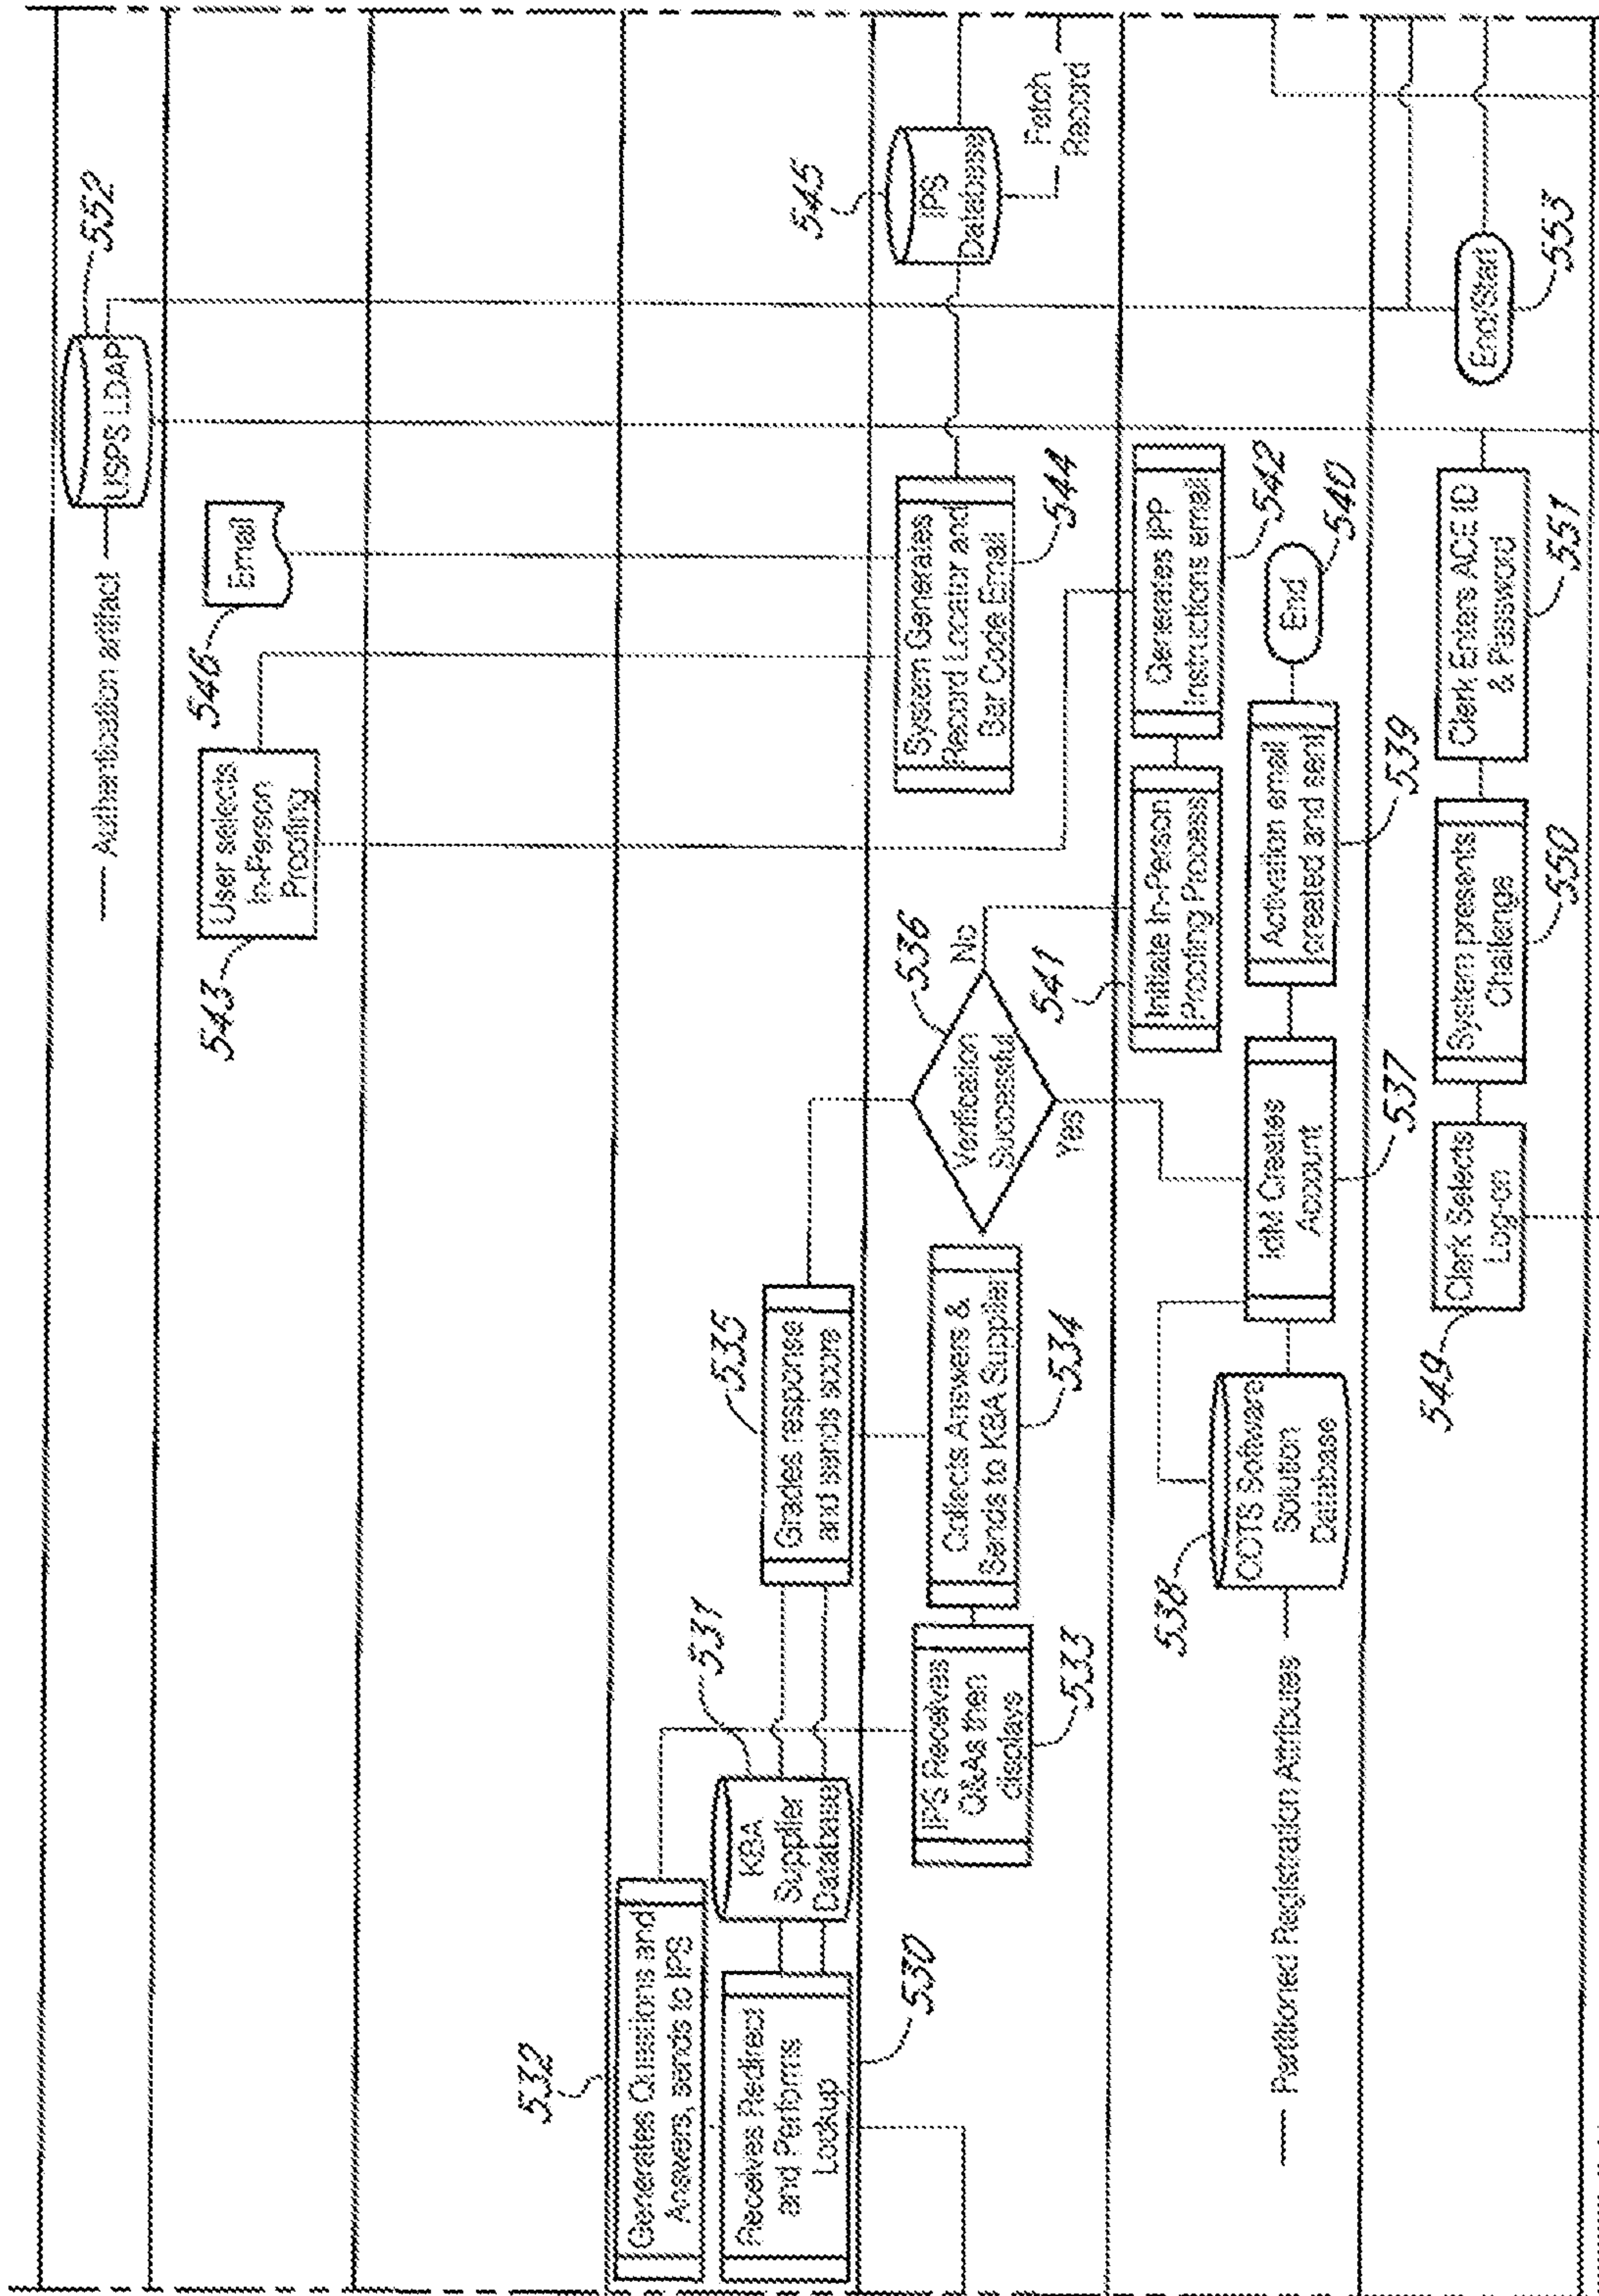 USPS LDAP
552
Authentication artifact
543
User selects
In-Person
Proofing
546
Email
532
Generates Questions and
Answers, sends to IPS
Receives Redirect
and Performs
Lookup
530
KBA
Supplier
Database
531
535
Grades response
and sends score
IPS Receives
Q&As then
displays
533
Collects Answers &
Sends to KBA Supplier
534
Verification
Successful
536
No
Yes
System Generates
Record Locator and
Bar Code Email
544
545
IPS
Database
Fetch
Record
541
Initiate In-Person
Proofing Process
Generates IPP
Instructions email
542
Partitioned Registration Attributes
538
COTS Software
Solution
Database
IdM Creates
Account
537
Activation email
created and sent
539
End
540
549
Clerk Selects
Log-on
System presents
Challenge
550
Clerk Enters ACE ID
& Password
551
End/Start
553